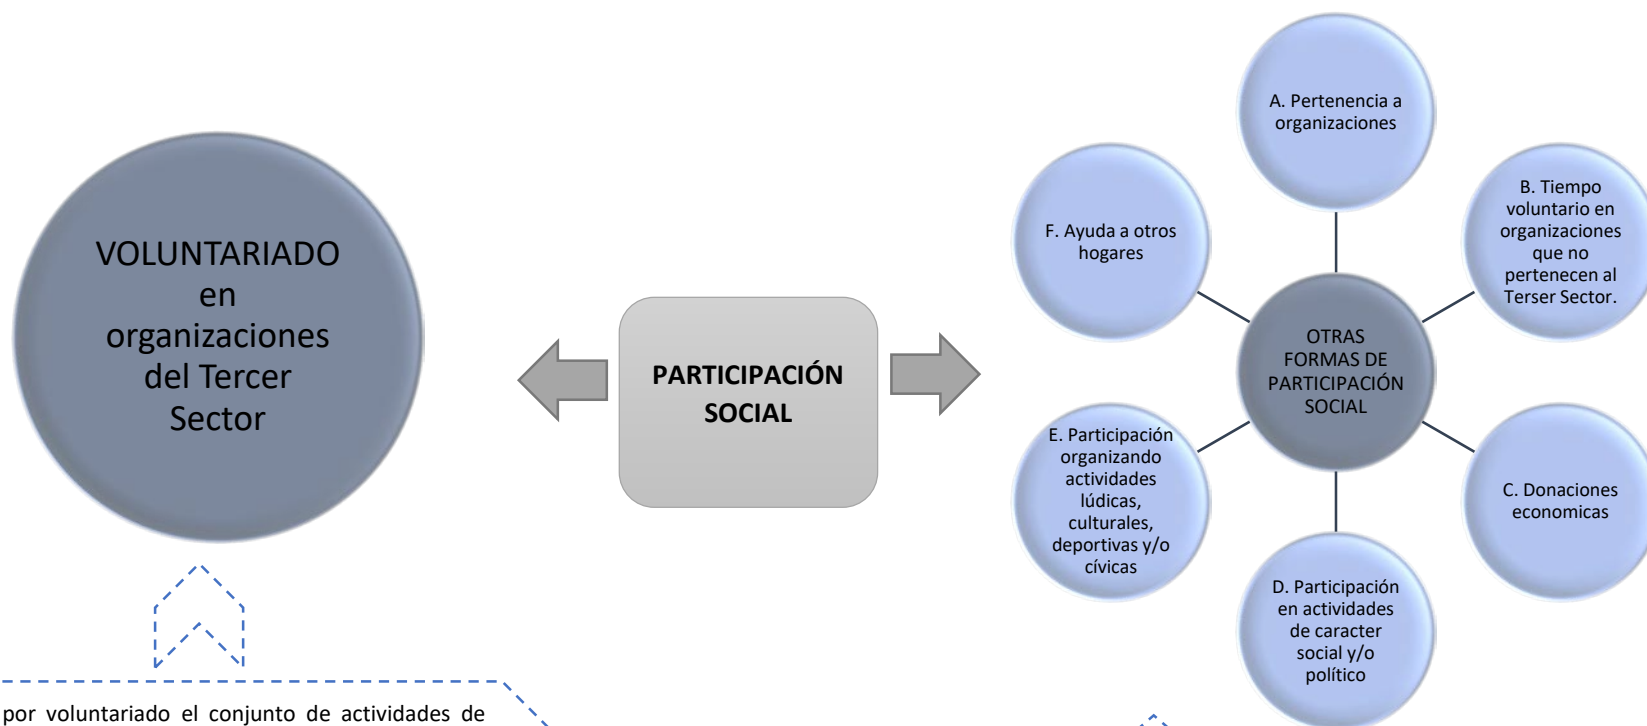 VOLUNTARIADO
en
organizaciones
del Tercer
Sector
PARTICIPACIÓN
SOCIAL
A. Pertenencia a
organizaciones
B. Tiempo
voluntario en
organizaciones
que no
pertenecen al
Terser Sector.
C. Donaciones
economicas
D. Participación
en actividades
de caracter
social y/o
político
E. Participación
organizando
actividades
lúdicas,
culturales,
deportivas y/o
cívicas
F. Ayuda a otros
hogares
OTRAS
FORMAS DE
PARTICIPACIÓN
SOCIAL
por voluntariado el conjunto de actividades de